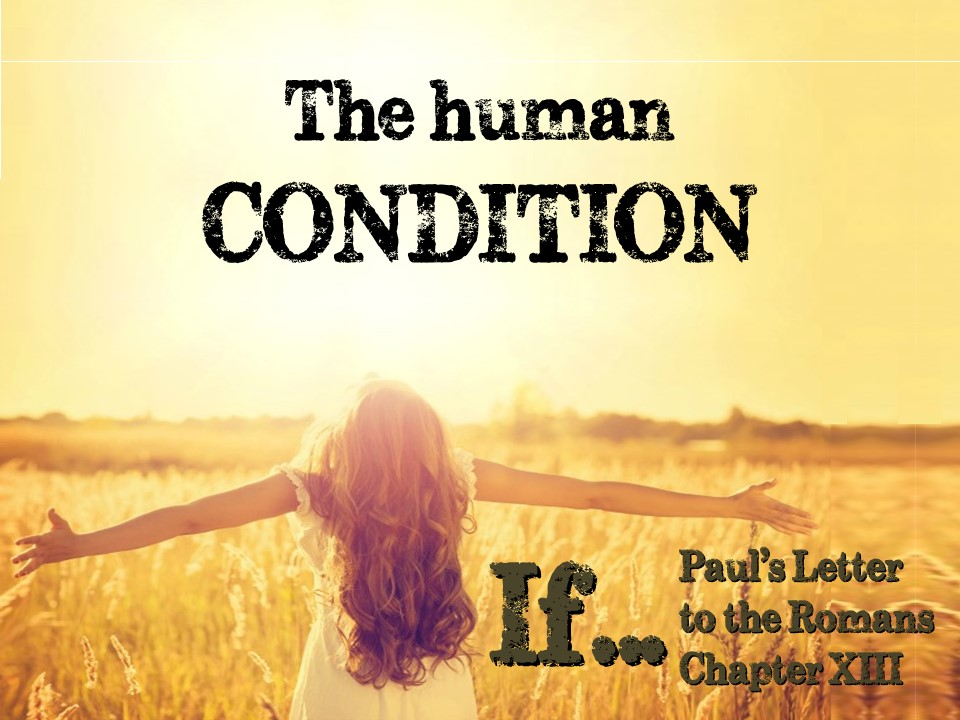 The human
CONDITION
If...
Paul's Letter
to the Romans
Chapter XIII